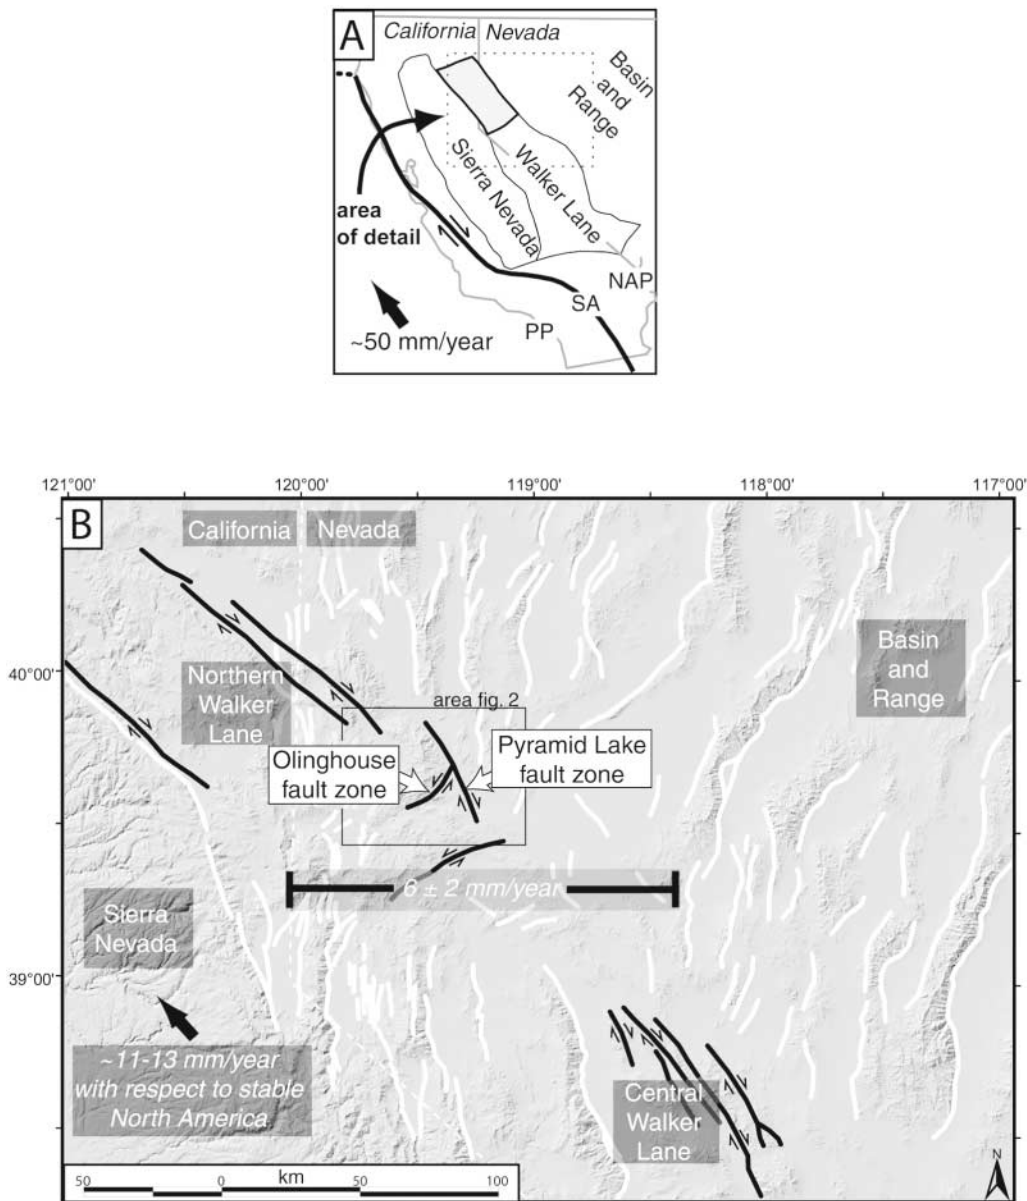 A
California
Nevada
Basin
and
Range
Sierra Nevada
Walker Lane
area
of detail
NAP
SA
PP
~50 mm/year
121°00'
120°00'
119°00'
118°00'
117°00'
B
California
Nevada
40°00'
Northern
Walker
Lane
Basin
and
Range
area fig. 2
Olinghouse
fault zone
Pyramid Lake
fault zone
6 ± 2 mm/year
Sierra
Nevada
39°00'
~11-13 mm/year
with respect to stable
North America
Central
Walker
Lane
N
km
50
0
50
100